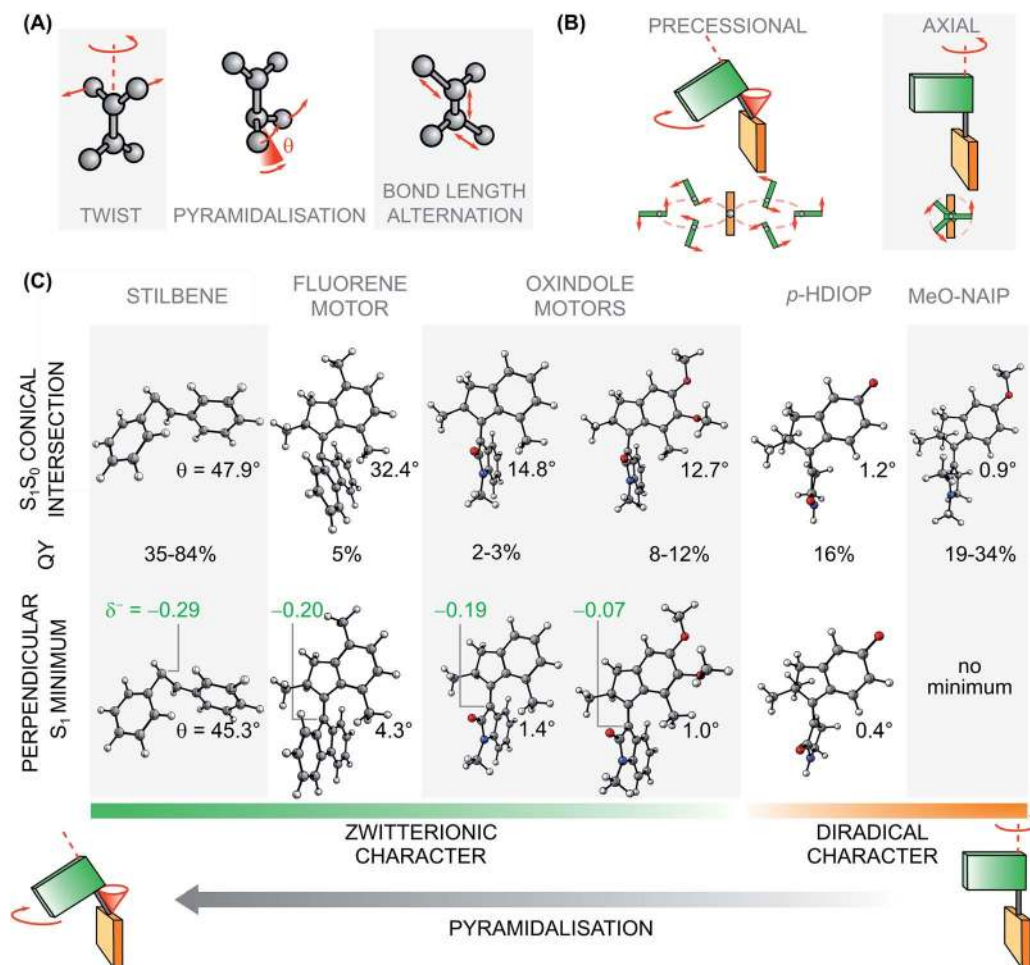 (A)
TWIST
θ
PYRAMIDALISATION
BOND LENGTH
ALTERNATION
(B)
PRECESSIONAL
AXIAL
(C)
STILBENE
FLUORENE
MOTOR
OXINDOLE
MOTORS
p-HDIOP
MeO-NAIP
S₁S₀ CONICAL
INTERSECTION
θ = 47.9°
32.4°
14.8°
12.7°
1.2°
0.9°
QY
35-84%
5%
2-3%
8-12%
16%
19-34%
PERPENDICULAR
S₁ MINIMUM
δ⁻ = –0.29
–0.20
–0.19
–0.07
θ = 45.3°
4.3°
1.4°
1.0°
0.4°
no
minimum
ZWITTERIONIC
CHARACTER
DIRADICAL
CHARACTER
PYRAMIDALISATION